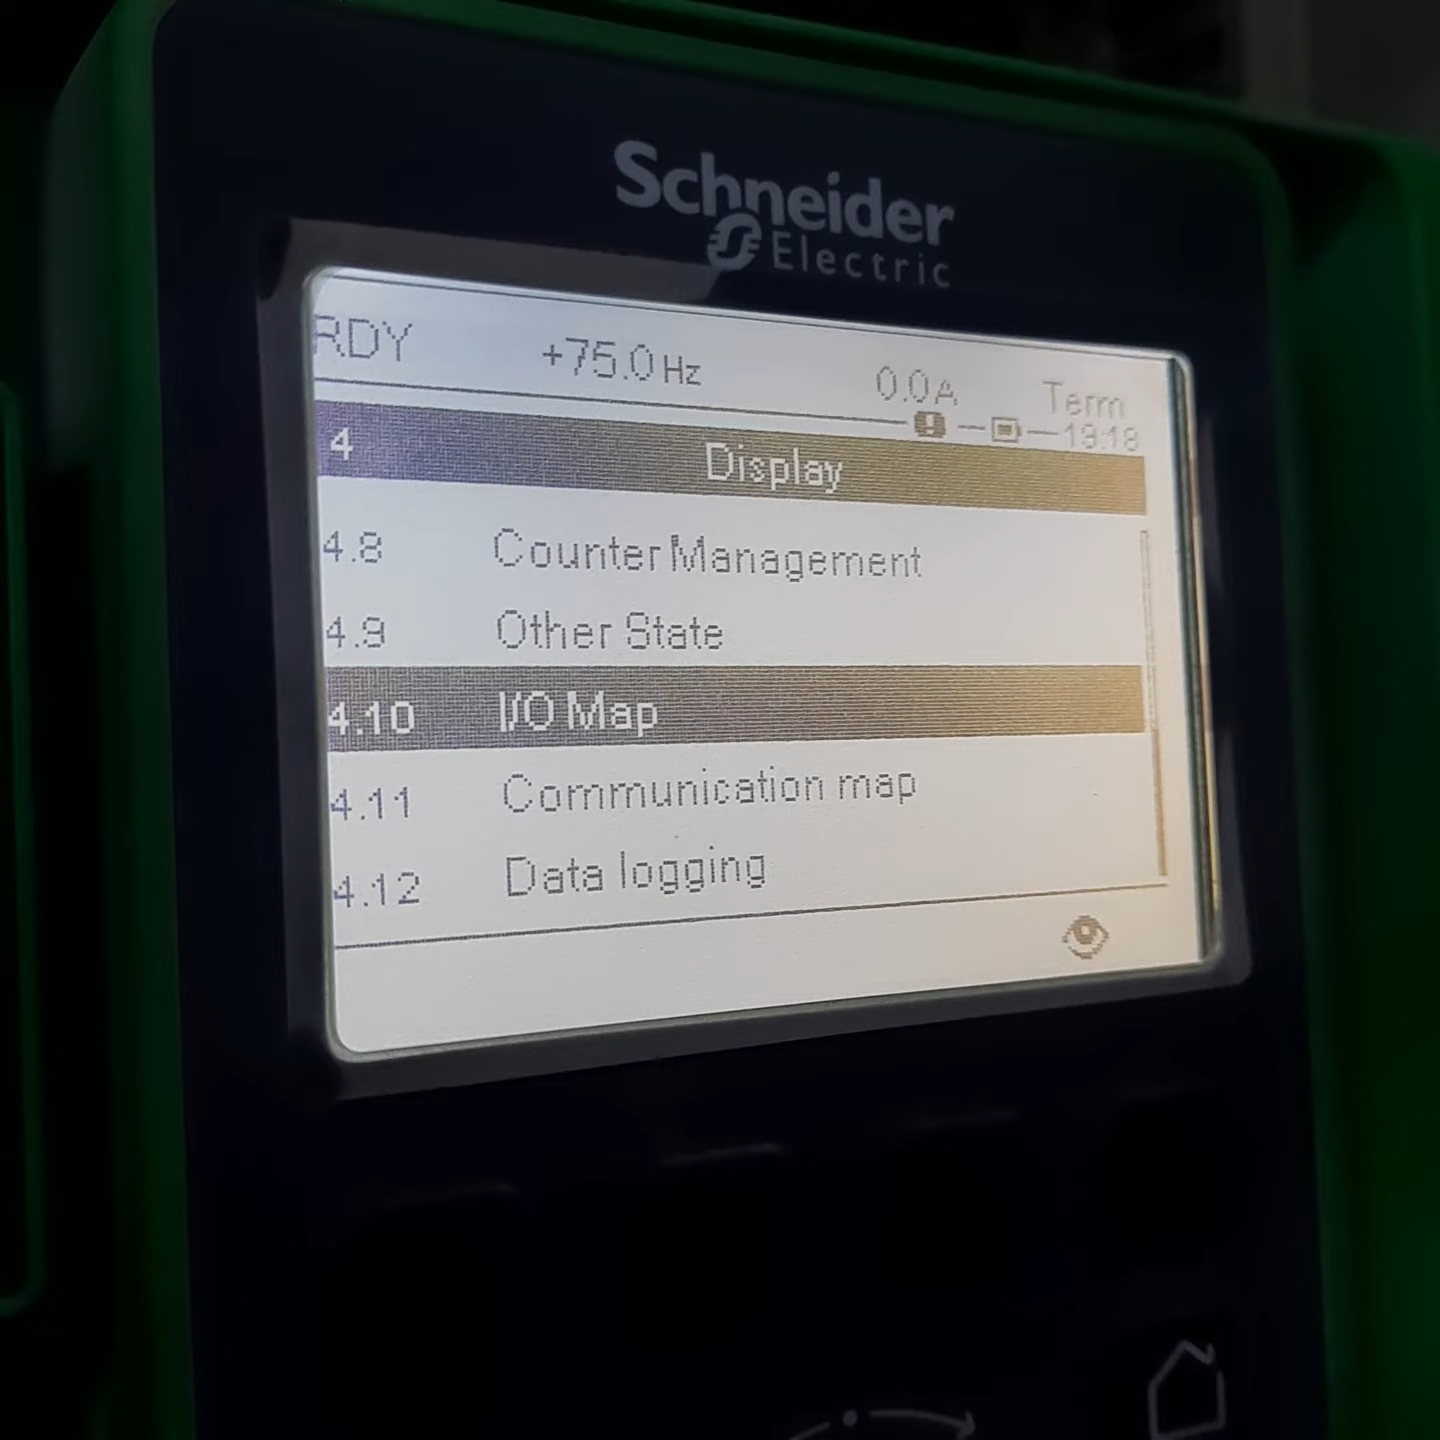 Schneider
Electric
RDY +75.0 Hz 0.0A Term
19:18
4 Display
4.8 Counter Management
4.9 Other State
4.10 I/O Map
4.11 Communication map
4.12 Data logging